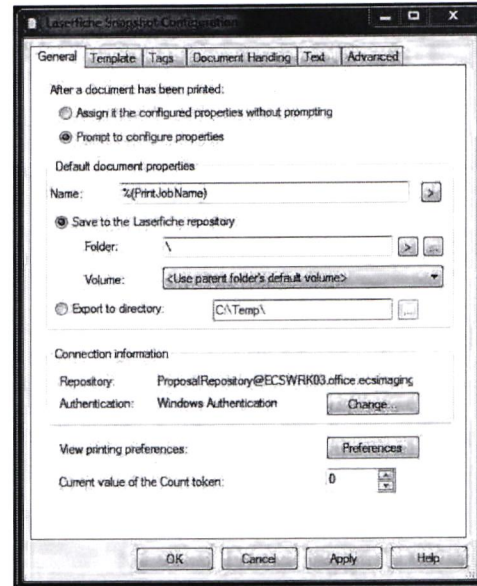 Laserfiche Snapshot Configuration
General Template Tags Document Handling Text Advanced
After a document has been printed:
Assign it the configured properties without prompting
Prompt to configure properties
Default document properties
Name: %(PrintJobName) >
Save to the Laserfiche repository
Folder: \ > ...
Volume: <Use parent folder's default volume>
Export to directory: C:\Temp\ ...
Connection information
Repository: ProposalRepository@ECSWRK03.office.ecsimaging
Authentication: Windows Authentication Change...
View printing preferences: Preferences
Current value of the Count token: 0
OK Cancel Apply Help